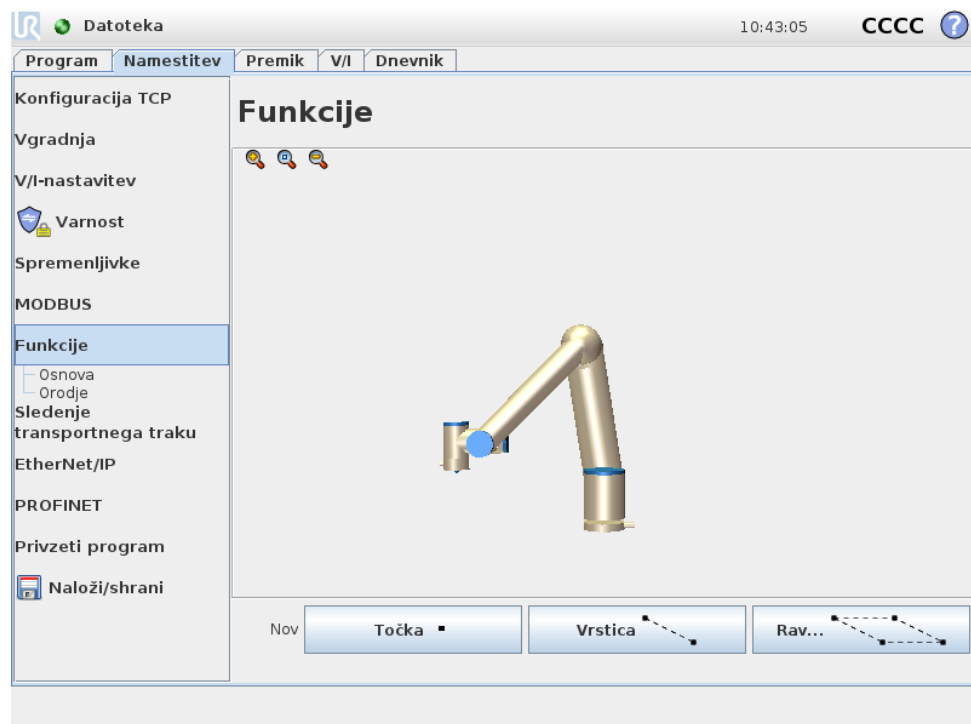 UR Datoteka 10:43:05 CCCC ?
Program Namestitev Premik V/I Dnevnik
Konfiguracija TCP
Vgradnja
V/I-nastavitev
Varnost
Spremenljivke
MODBUS
Funkcije
Osnova
Orodje
Sledenje
transportnega traku
EtherNet/IP
PROFINET
Privzeti program
Naloži/shrani
Funkcije
Nov Točka Vrstica Rav...